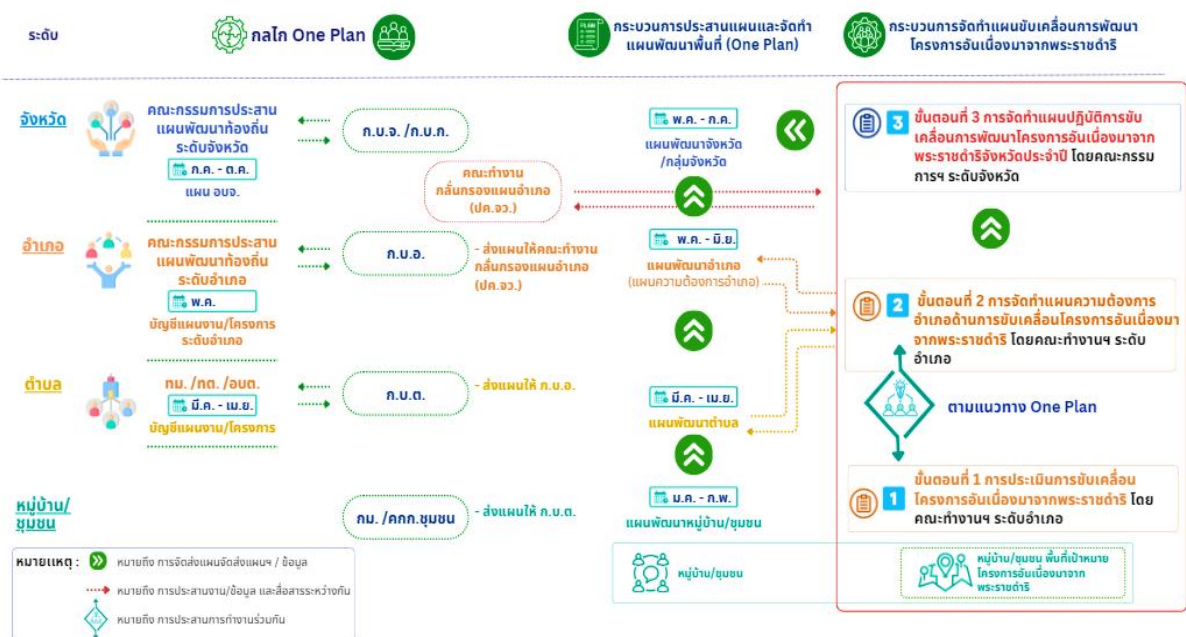 ระดับ
กลไก One Plan
กระบวนการประสานแผนและจัดทำ
แผนพัฒนาพื้นที่ (One Plan)
กระบวนการจัดทำแผนขับเคลื่อนการพัฒนา
โครงการอันเนื่องมาจากพระราชดำริ
จังหวัด
คณะกรรมการประสาน
แผนพัฒนาท้องถิ่น
ระดับจังหวัด
ก.ค. - ต.ค.
แผน อบจ.
ก.บ.จ. /ก.บ.ก.
คณะทำงาน
กลั่นกรองแผนอำเภอ
(ปค.จว.)
พ.ค. - ก.ค.
แผนพัฒนาจังหวัด
/กลุ่มจังหวัด
3 ขั้นตอนที่ 3 การจัดทำแผนปฏิบัติการขับ
เคลื่อนการพัฒนาโครงการอันเนื่องมาจาก
พระราชดำริจังหวัดประจำปี โดยคณะกรรม
การฯ ระดับจังหวัด
อำเภอ
คณะกรรมการประสาน
แผนพัฒนาท้องถิ่น
ระดับอำเภอ
พ.ค.
บัญชีแผนงาน/โครงการ
ระดับอำเภอ
ก.บ.อ.
- ส่งแผนให้คณะทำงาน
กลั่นกรองแผนอำเภอ
(ปค.จว.)
พ.ค. - มิ.ย.
แผนพัฒนาอำเภอ
(แผนความต้องการอำเภอ)
2 ขั้นตอนที่ 2 การจัดทำแผนความต้องการ
อำเภอด้านการขับเคลื่อนโครงการอันเนื่องมา
จากพระราชดำริ โดยคณะทำงานฯ ระดับ
อำเภอ
ตำบล
ทม. /ทต. /อบต.
มี.ค. - เม.ย.
บัญชีแผนงาน/โครงการ
ก.บ.ต.
- ส่งแผนให้ ก.บ.อ.
มี.ค. - เม.ย.
แผนพัฒนาตำบล
ตามแนวทาง One Plan
หมู่บ้าน/
ชุมชน
กม. /คกก.ชุมชน
- ส่งแผนให้ ก.บ.ต.
ม.ค. - ก.พ.
แผนพัฒนาหมู่บ้าน/ชุมชน
1 ขั้นตอนที่ 1 การประเมินการขับเคลื่อน
โครงการอันเนื่องมาจากพระราชดำริ โดย
คณะทำงานฯ ระดับอำเภอ
หมู่บ้าน/ชุมชน
หมู่บ้าน/ชุมชน พื้นที่เป้าหมาย
โครงการอันเนื่องมาจาก
พระราชดำริ
หมายเหตุ :
หมายถึง การจัดส่งแผนจัดส่งแผนฯ / ข้อมูล
หมายถึง การประสานงาน/ข้อมูล และสื่อสารระหว่างกัน
หมายถึง การประสานการทำงานร่วมกัน